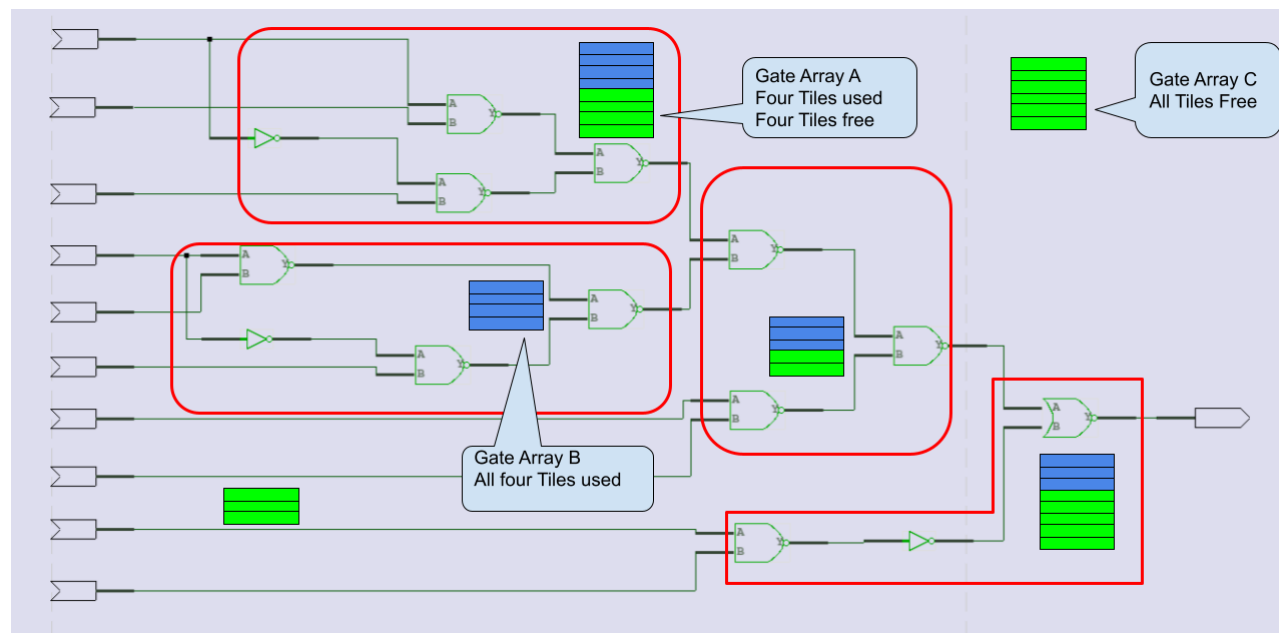 Gate Array A
Four Tiles used
Four Tiles free
Gate Array C
All Tiles Free
A
B
Y
A
B
Y
A
B
Y
A
B
Y
A
B
Y
A
B
Y
A
B
Y
A
B
Y
A
B
Y
A
B
Y
Gate Array B
All four Tiles used
A
B
Y